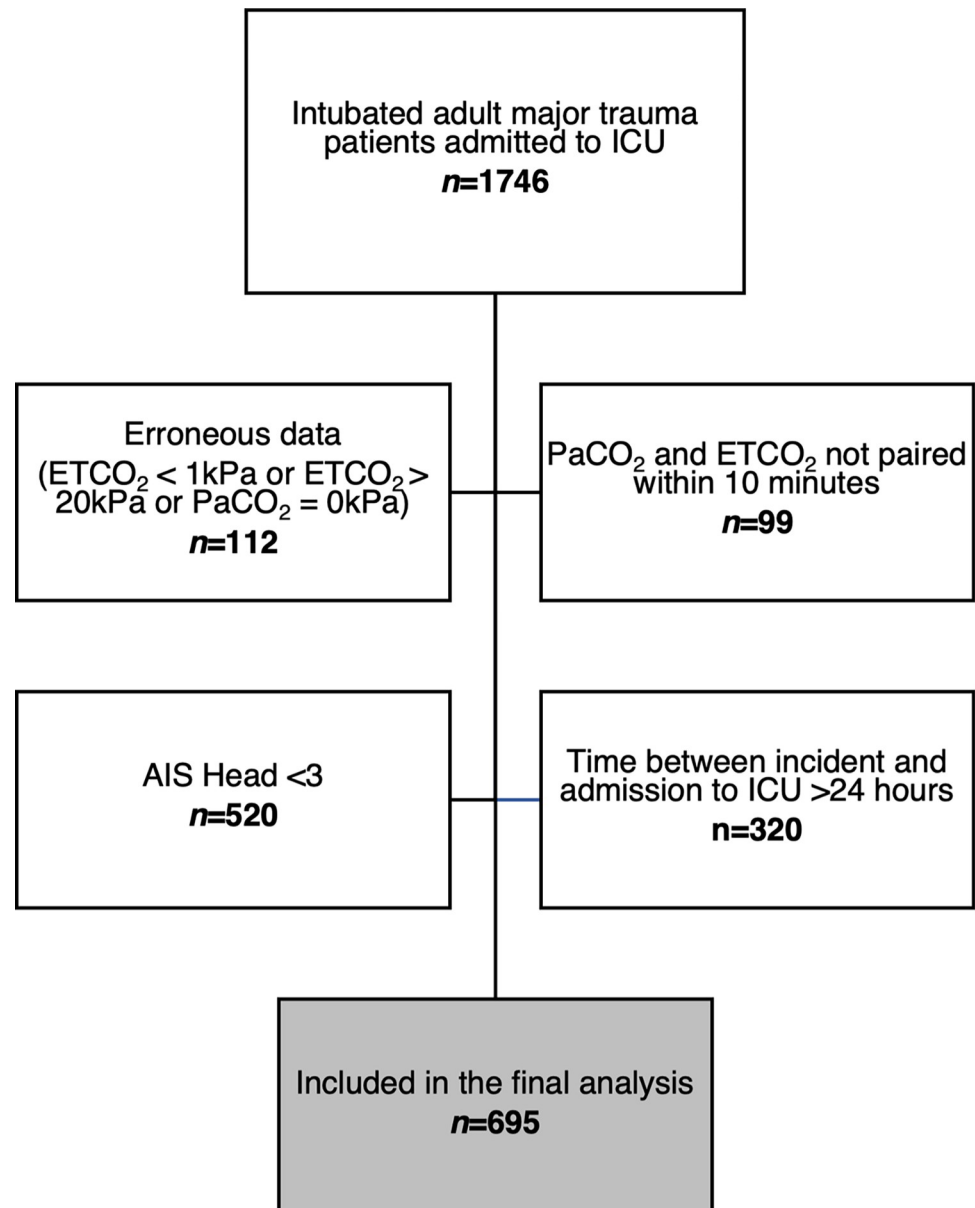 Intubated adult major trauma
patients admitted to ICU
n=1746
Erroneous data
(ETCO₂ < 1kPa or ETCO₂ >
20kPa or PaCO₂ = 0kPa)
n=112
PaCO₂ and ETCO₂ not paired
within 10 minutes
n=99
AIS Head <3
n=520
Time between incident and
admission to ICU >24 hours
n=320
Included in the final analysis
n=695